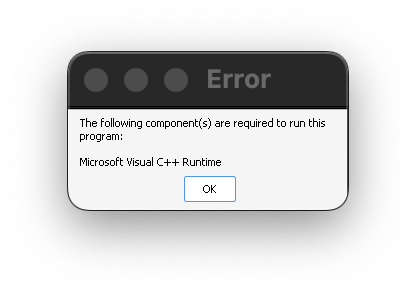 Error
The following component(s) are required to run this
program:
Microsoft Visual C++ Runtime
OK